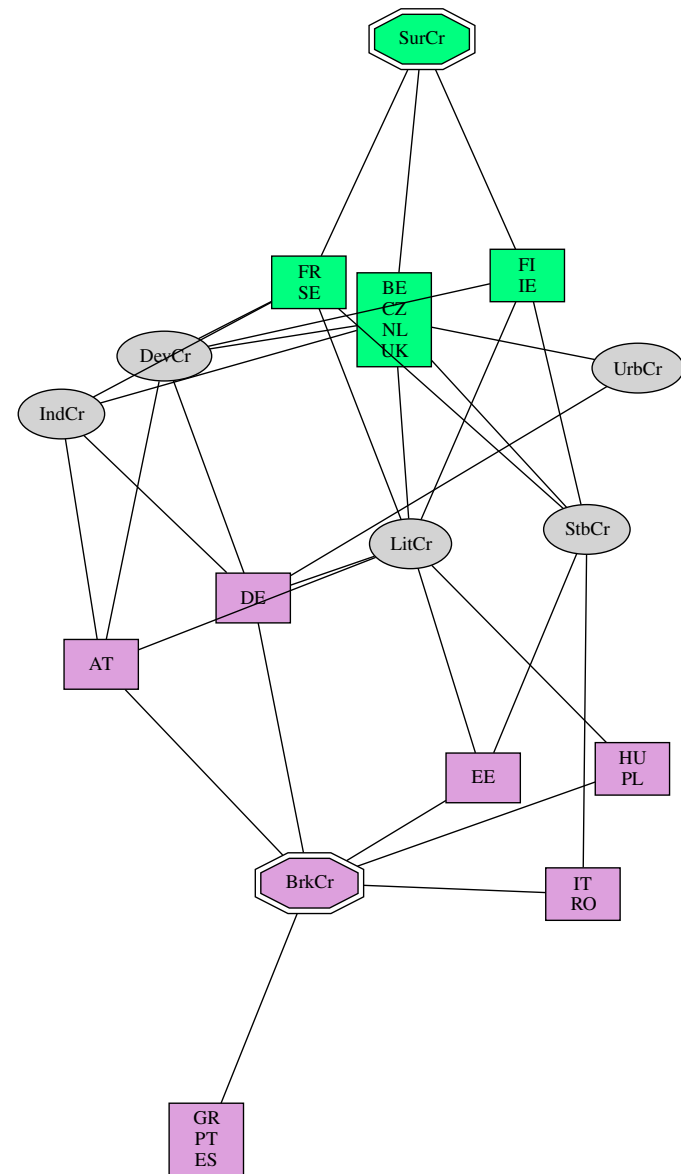 SurCr
FR
SE
BE
CZ
NL
UK
FI
IE
DevCr
UrbCr
IndCr
LitCr
StbCr
DE
AT
EE
HU
PL
BrkCr
IT
RO
GR
PT
ES